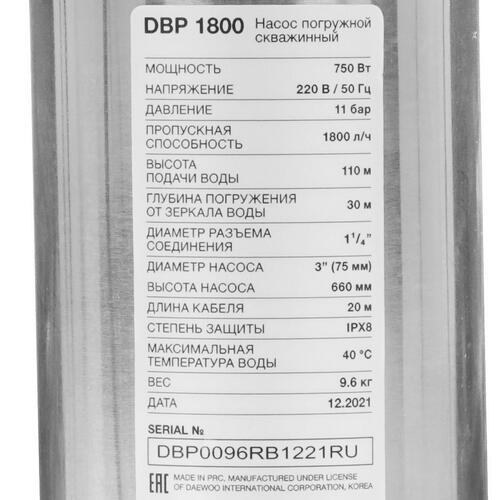 DBP 1800 Насос погружной
скважинный
МОЩНОСТЬ 750 Вт
НАПРЯЖЕНИЕ 220 В / 50 Гц
ДАВЛЕНИЕ 11 бар
ПРОПУСКНАЯ
СПОСОБНОСТЬ 1800 л/ч
ВЫСОТА
ПОДАЧИ ВОДЫ 110 м
ГЛУБИНА ПОГРУЖЕНИЯ
ОТ ЗЕРКАЛА ВОДЫ 30 м
ДИАМЕТР РАЗЪЕМА
СОЕДИНЕНИЯ 1¹/₄”
ДИАМЕТР НАСОСА 3" (75 мм)
ВЫСОТА НАСОСА 660 мм
ДЛИНА КАБЕЛЯ 20 м
СТЕПЕНЬ ЗАЩИТЫ IPX8
МАКСИМАЛЬНАЯ
ТЕМПЕРАТУРА ВОДЫ 40 °C
ВЕС 9.6 кг
ДАТА 12.2021
SERIAL №
DBP0096RB1221RU
EAC MADE IN PRC, MANUFACTURED UNDER LICENSE
OF DAEWOO INTERNATIONAL CORPORATION, KOREA